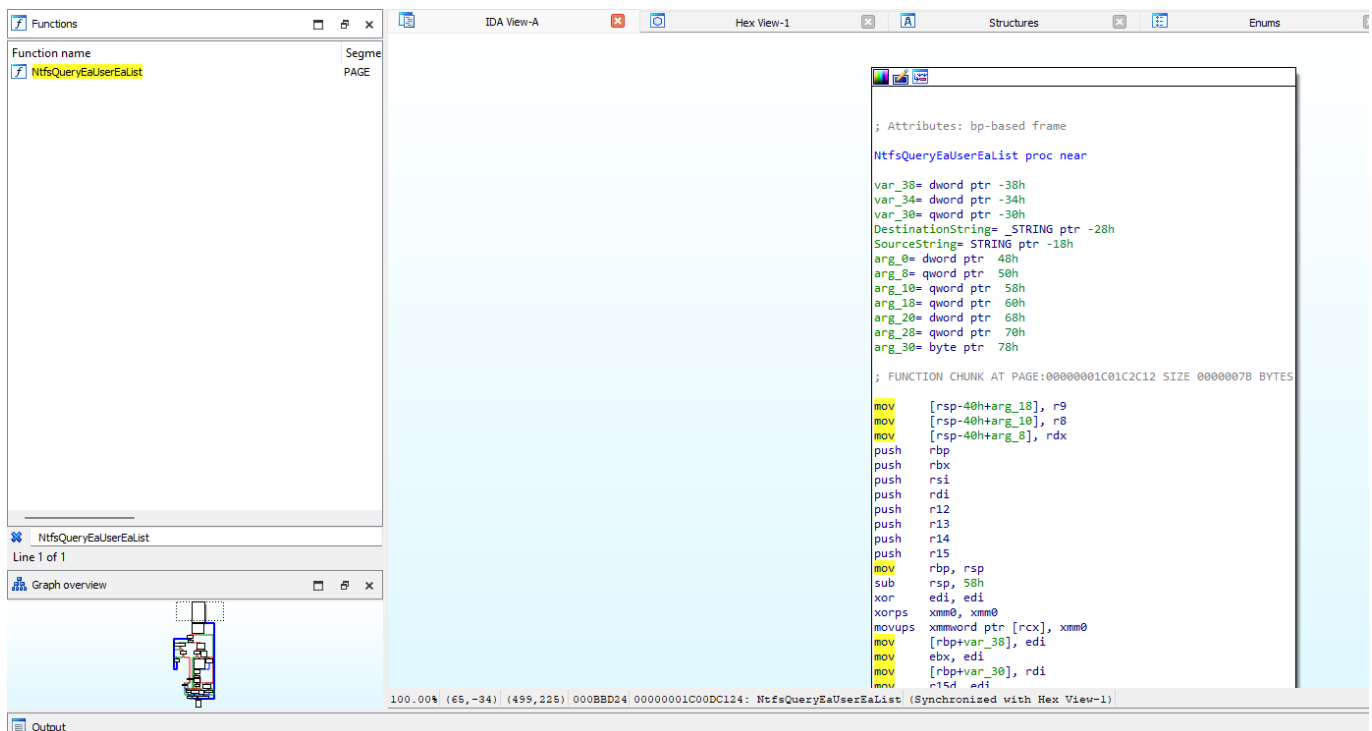 Functions
Function name Segme
NtfsQueryEaUserEaList PAGE
NtfsQueryEaUserEaList
Line 1 of 1
Graph overview
IDA View-A Hex View-1 Structures Enums
; Attributes: bp-based frame
NtfsQueryEaUserEaList proc near
var_38= dword ptr -38h
var_34= dword ptr -34h
var_30= qword ptr -30h
DestinationString= _STRING ptr -28h
SourceString= STRING ptr -18h
arg_0= dword ptr  48h
arg_8= qword ptr  50h
arg_10= qword ptr  58h
arg_18= qword ptr  60h
arg_20= dword ptr  68h
arg_28= qword ptr  70h
arg_30= byte ptr  78h
; FUNCTION CHUNK AT PAGE:00000001C01C2C12 SIZE 0000007B BYTES
mov     [rsp-40h+arg_18], r9
mov     [rsp-40h+arg_10], r8
mov     [rsp-40h+arg_8], rdx
push    rbp
push    rbx
push    rsi
push    rdi
push    r12
push    r13
push    r14
push    r15
mov     rbp, rsp
sub     rsp, 58h
xor     edi, edi
xorps   xmm0, xmm0
movups  xmmword ptr [rcx], xmm0
mov     [rbp+var_38], edi
mov     ebx, edi
mov     [rbp+var_30], rdi
mov     r15d, edi
100.00% (65,-34) (499,225) 000BBD24 00000001C00DC124: NtfsQueryEaUserEaList (Synchronized with Hex View-1)
Output